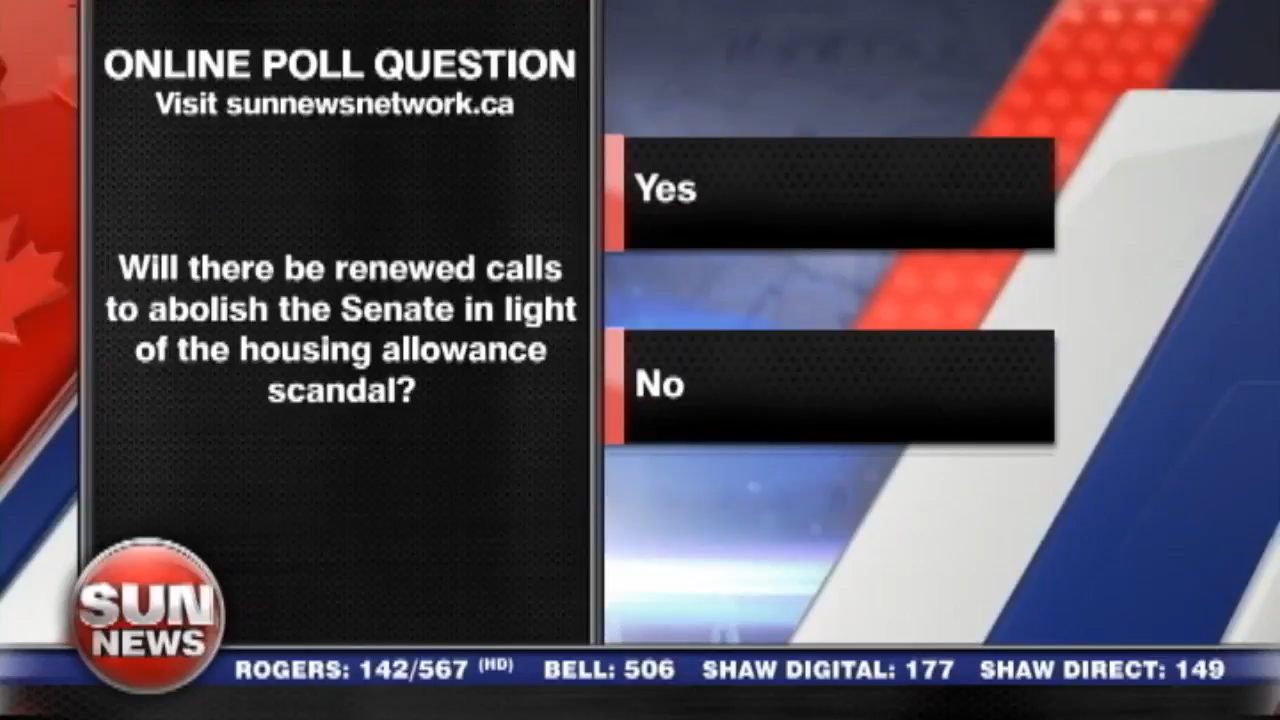 ONLINE POLL QUESTION
Visit sunnewsnetwork.ca
Will there be renewed calls
to abolish the Senate in light
of the housing allowance
scandal?
Yes
No
SUN
NEWS
ROGERS: 142/567 (HD) BELL: 506 SHAW DIGITAL: 177 SHAW DIRECT: 149